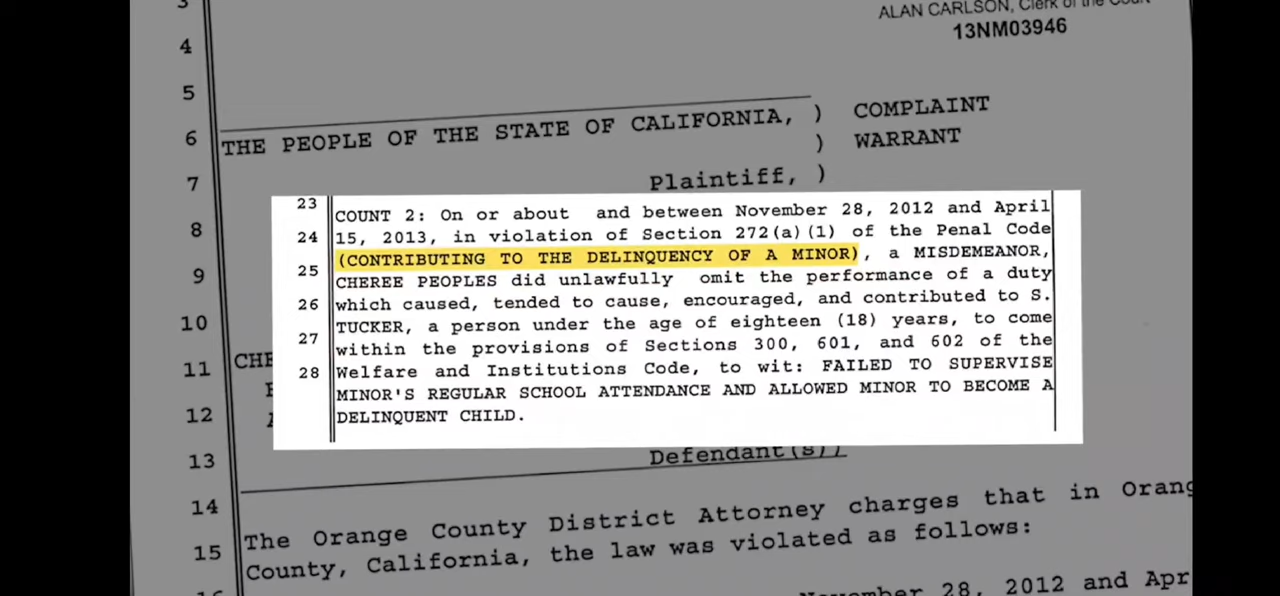 3
ALAN CARLSON, Clerk of the Court
4
13NM03946
5
6 THE PEOPLE OF THE STATE OF CALIFORNIA, ) COMPLAINT
) WARRANT
7 Plaintiff, )
8
9
10
11 CHE
12
13 Defendant(s))
23
COUNT 2: On or about and between November 28, 2012 and April
24 15, 2013, in violation of Section 272(a)(1) of the Penal Code
(CONTRIBUTING TO THE DELINQUENCY OF A MINOR), a MISDEMEANOR,
25
CHEREE PEOPLES did unlawfully omit the performance of a duty
26 which caused, tended to cause, encouraged, and contributed to S.
TUCKER, a person under the age of eighteen (18) years, to come
27
within the provisions of Sections 300, 601, and 602 of the
28 Welfare and Institutions Code, to wit: FAILED TO SUPERVISE
MINOR'S REGULAR SCHOOL ATTENDANCE AND ALLOWED MINOR TO BECOME A
DELINQUENT CHILD.
14
The Orange County District Attorney charges that in Orang
15 County, California, the law was violated as follows:
16
November 28, 2012 and Apr